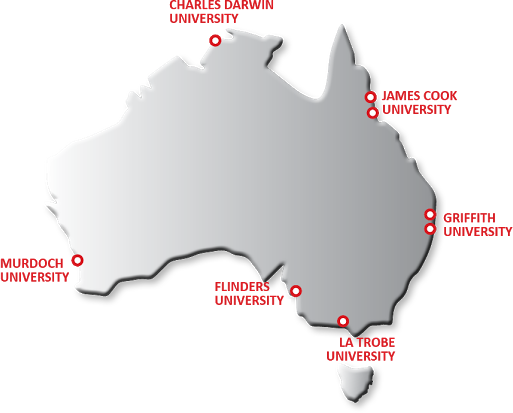 CHARLES DARWIN
UNIVERSITY
JAMES COOK
UNIVERSITY
GRIFFITH
UNIVERSITY
MURDOCH
UNIVERSITY
FLINDERS
UNIVERSITY
LA TROBE
UNIVERSITY